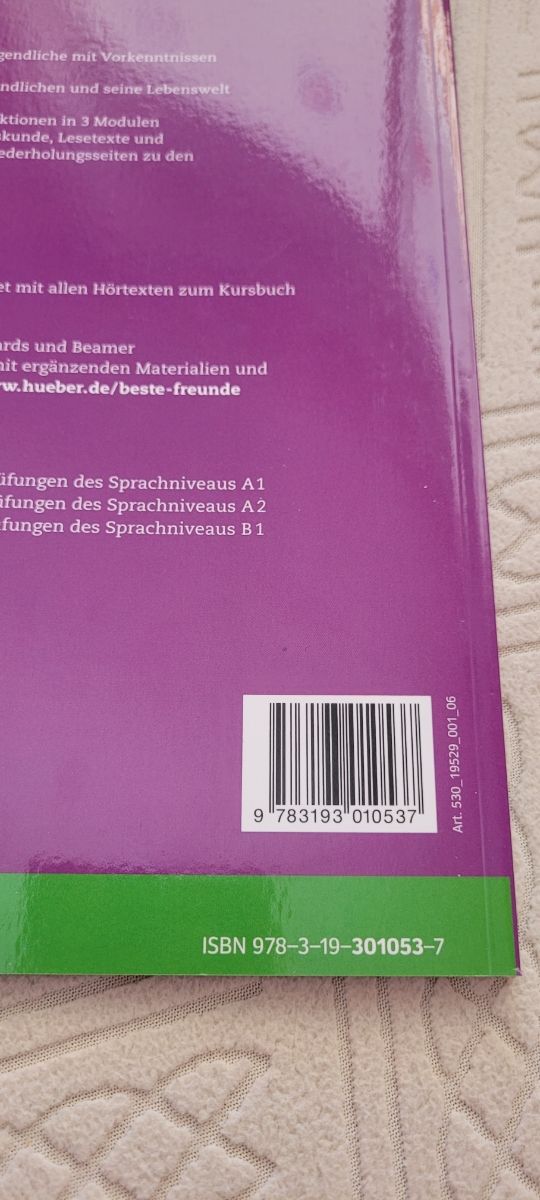 gendliche mit Vorkenntnissen
ndlichen und seine Lebenswelt
ktionen in 3 Modulen
skunde, Lesetexte und
ederholungsseiten zu den
et mit allen Hörtexten zum Kursbuch
ards und Beamer
mit ergänzenden Materialien und
w.hueber.de/beste-freunde
üfungen des Sprachniveaus A1
üfungen des Sprachniveaus A2
üfungen des Sprachniveaus B1
9 783193 010537
Art. 530_19529_001_06
ISBN 978–3–19–301053–7